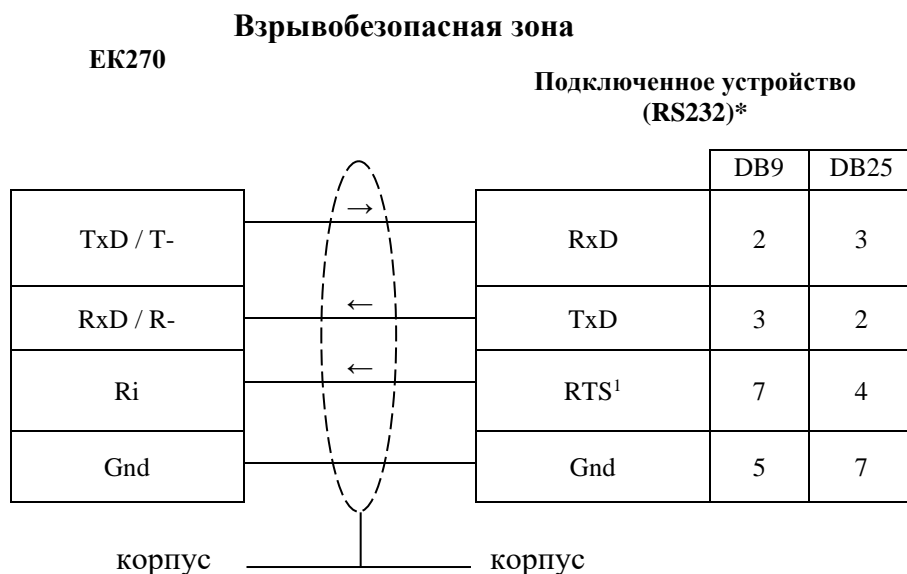 Взрывобезопасная зона
ЕК270
Подключенное устройство
(RS232)*
DB9 DB25
→
TxD / T- RxD 2 3
←
RxD / R- TxD 3 2
←
Ri RTS¹ 7 4
Gnd Gnd 5 7
корпус корпус